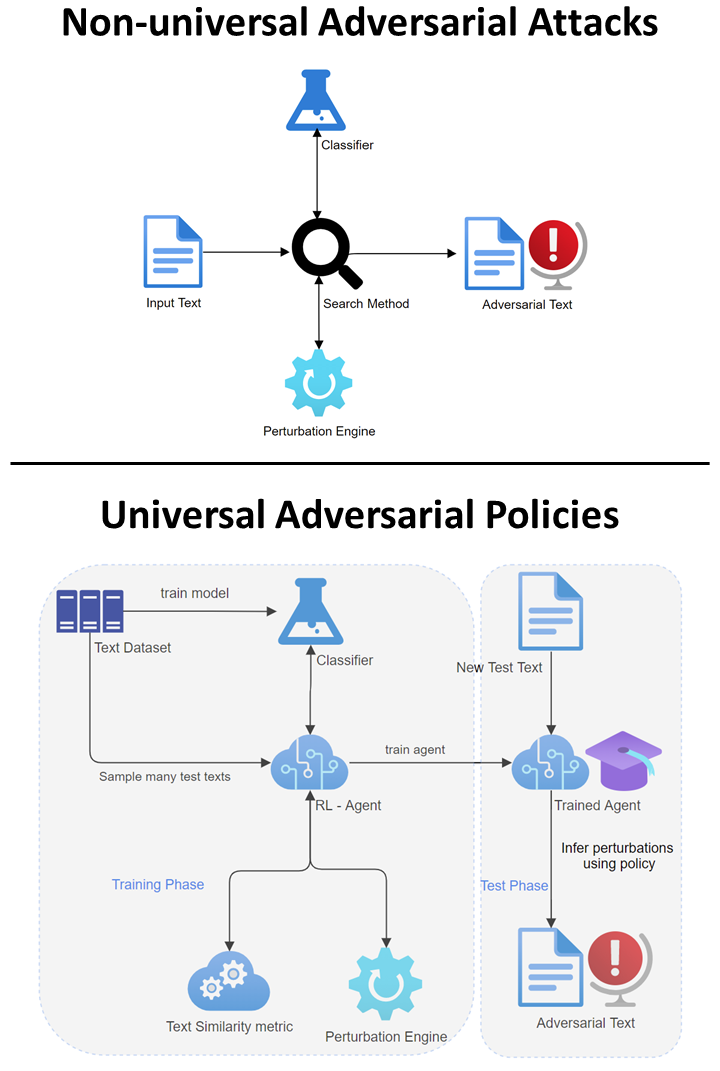 Non-universal Adversarial Attacks
Classifier
Input Text
Search Method
Adversarial Text
Perturbation Engine
Universal Adversarial Policies
train model
Text Dataset
Classifier
Sample many test texts
RL - Agent
train agent
Training Phase
Text Similarity metric
Perturbation Engine
New Test Text
Trained Agent
Infer perturbations
using policy
Test Phase
Adversarial Text